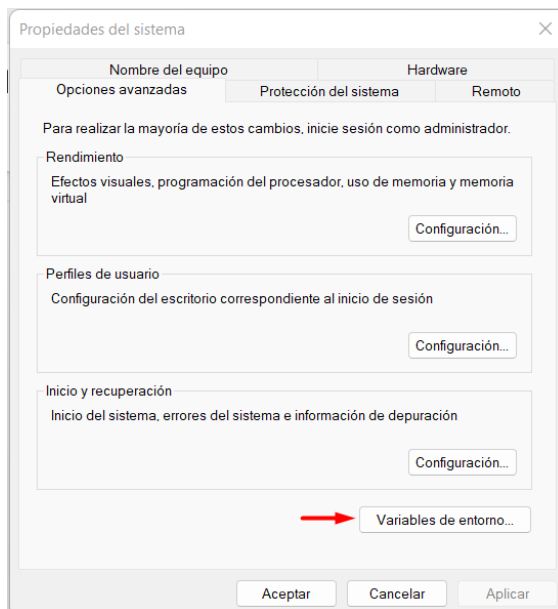 Propiedades del sistema
Nombre del equipo
Hardware
Opciones avanzadas
Protección del sistema
Remoto
Para realizar la mayoría de estos cambios, inicie sesión como administrador.
Rendimiento
Efectos visuales, programación del procesador, uso de memoria y memoria
virtual
Configuración...
Perfiles de usuario
Configuración del escritorio correspondiente al inicio de sesión
Configuración...
Inicio y recuperación
Inicio del sistema, errores del sistema e información de depuración
Configuración...
Variables de entorno...
Aceptar
Cancelar
Aplicar